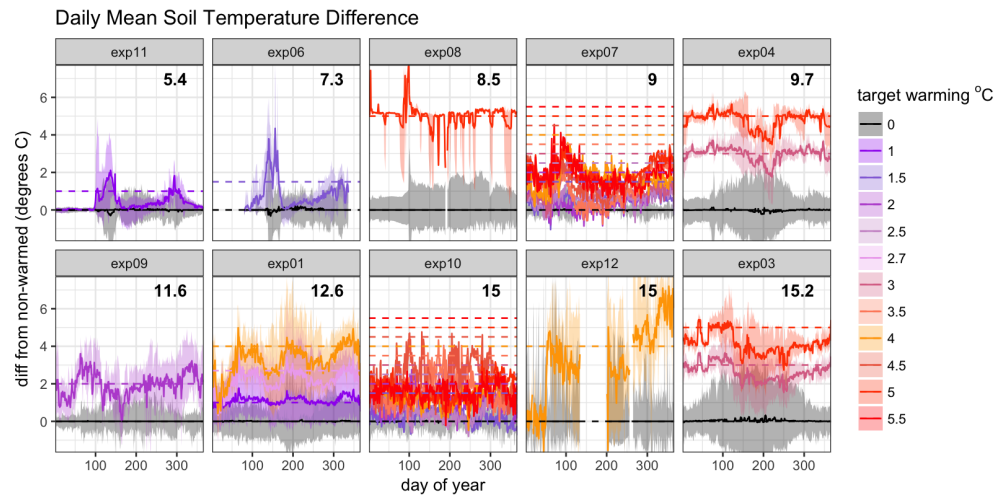 Daily Mean Soil Temperature Difference
exp11 exp06 exp08 exp07 exp04
5.4 7.3 8.5 9 9.7
6
4
2
0
exp09 exp01 exp10 exp12 exp03
11.6 12.6 15 15 15.2
6
4
2
0
diff from non-warmed (degrees C)
100 200 300 100 200 300 100 200 300 100 200 300 100 200 300
day of year
target warming °C
0
1
1.5
2
2.5
2.7
3
3.5
4
4.5
5
5.5